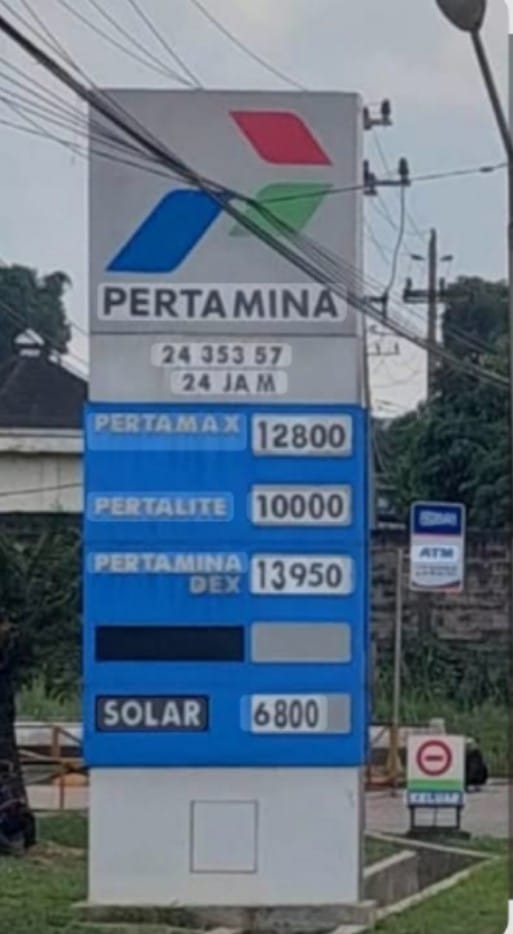 PERTAMINA
24 353 57
24 JAM
PERTAMAX 12800
PERTALITE 10000
PERTAMINA
DEX 13950
SOLAR 6800
ATM
KELUAR